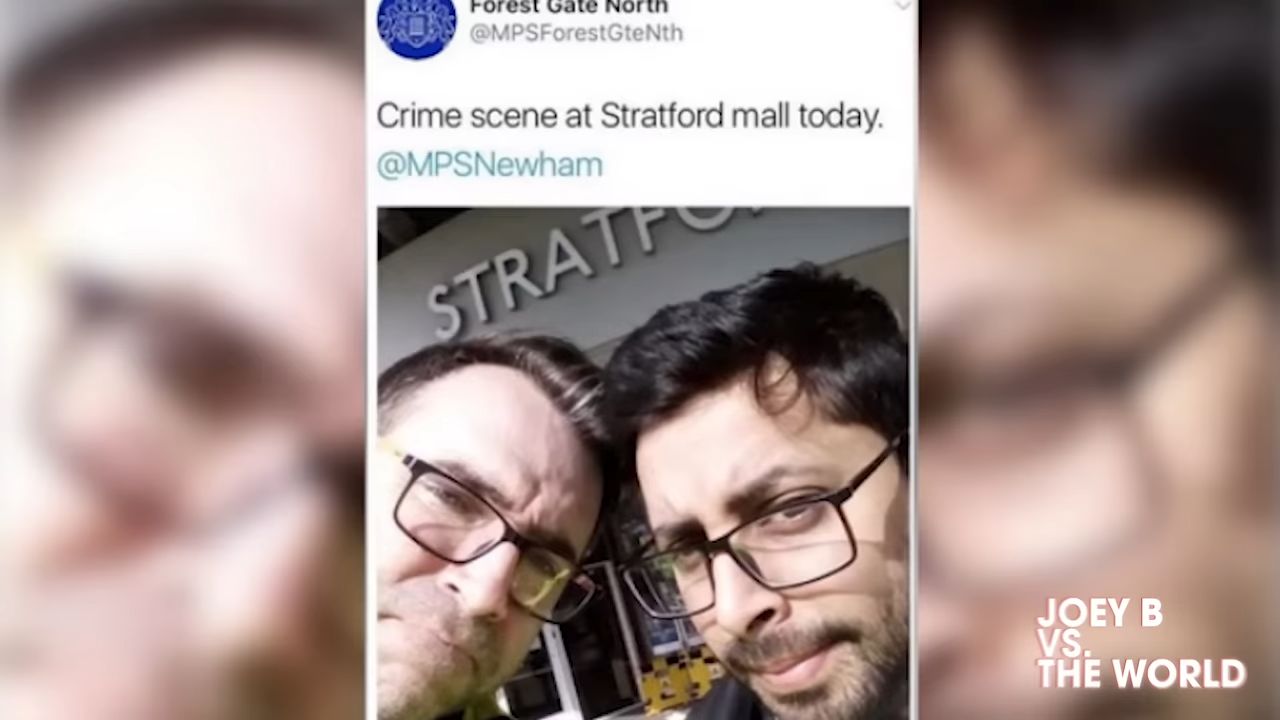 Forest Gate North
@MPSForestGteNth
Crime scene at Stratford mall today.
@MPSNewham
STRATFO
JOEY B
VS.
THE WORLD